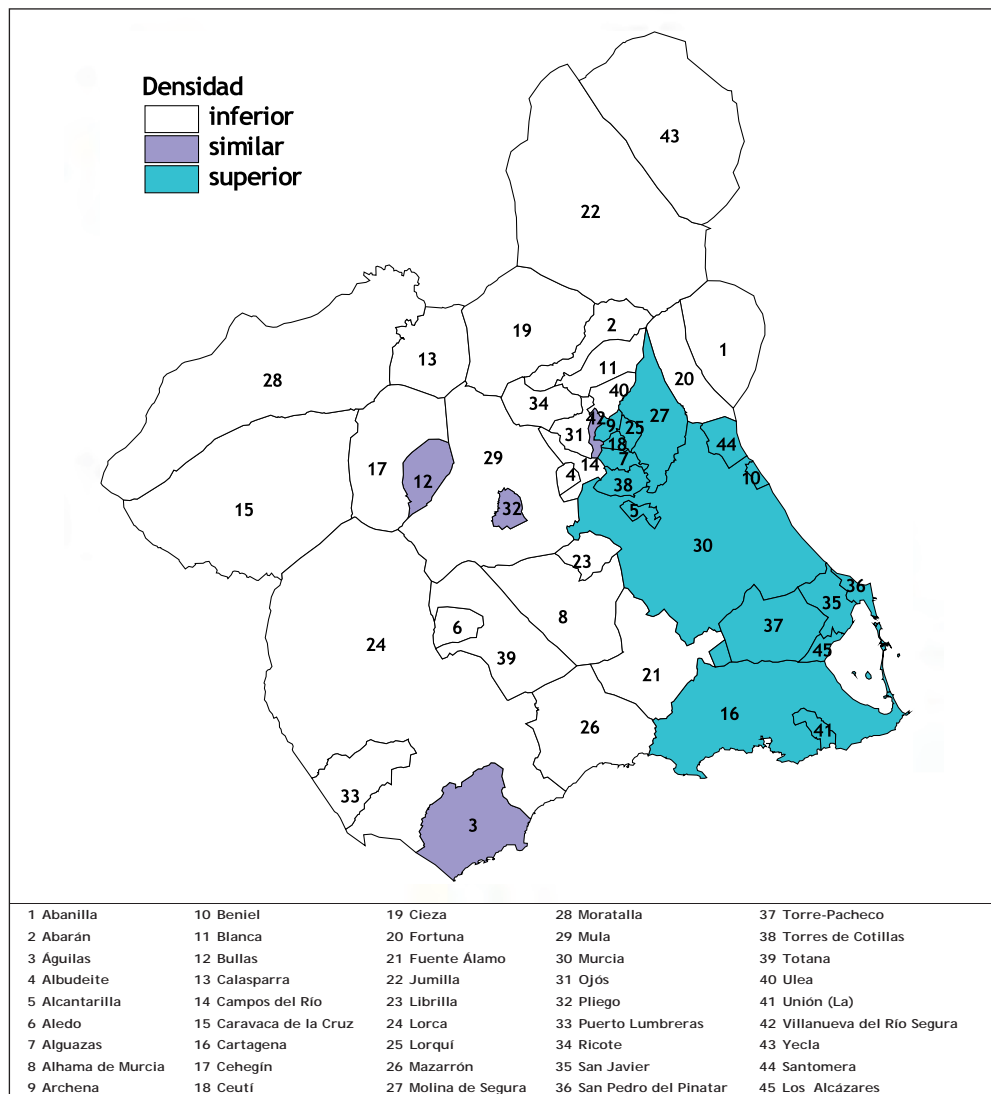 Densidad
inferior
similar
superior
43
22
2
19
1
13
11
20
28
40
34
27
42
9
25
31
18
44
29
7
17
14
4
10
12
38
15
32
5
30
23
36
35
8
6
37
24
45
39
21
16
26
41
33
3
1 Abanilla
2 Abarán
3 Águilas
4 Albudeite
5 Alcantarilla
6 Aledo
7 Alguazas
8 Alhama de Murcia
9 Archena
10 Beniel
11 Blanca
12 Bullas
13 Calasparra
14 Campos del Río
15 Caravaca de la Cruz
16 Cartagena
17 Cehegín
18 Ceutí
19 Cieza
20 Fortuna
21 Fuente Álamo
22 Jumilla
23 Librilla
24 Lorca
25 Lorquí
26 Mazarrón
27 Molina de Segura
28 Moratalla
29 Mula
30 Murcia
31 Ojós
32 Pliego
33 Puerto Lumbreras
34 Ricote
35 San Javier
36 San Pedro del Pinatar
37 Torre-Pacheco
38 Torres de Cotillas
39 Totana
40 Ulea
41 Unión (La)
42 Villanueva del Río Segura
43 Yecla
44 Santomera
45 Los Alcázares